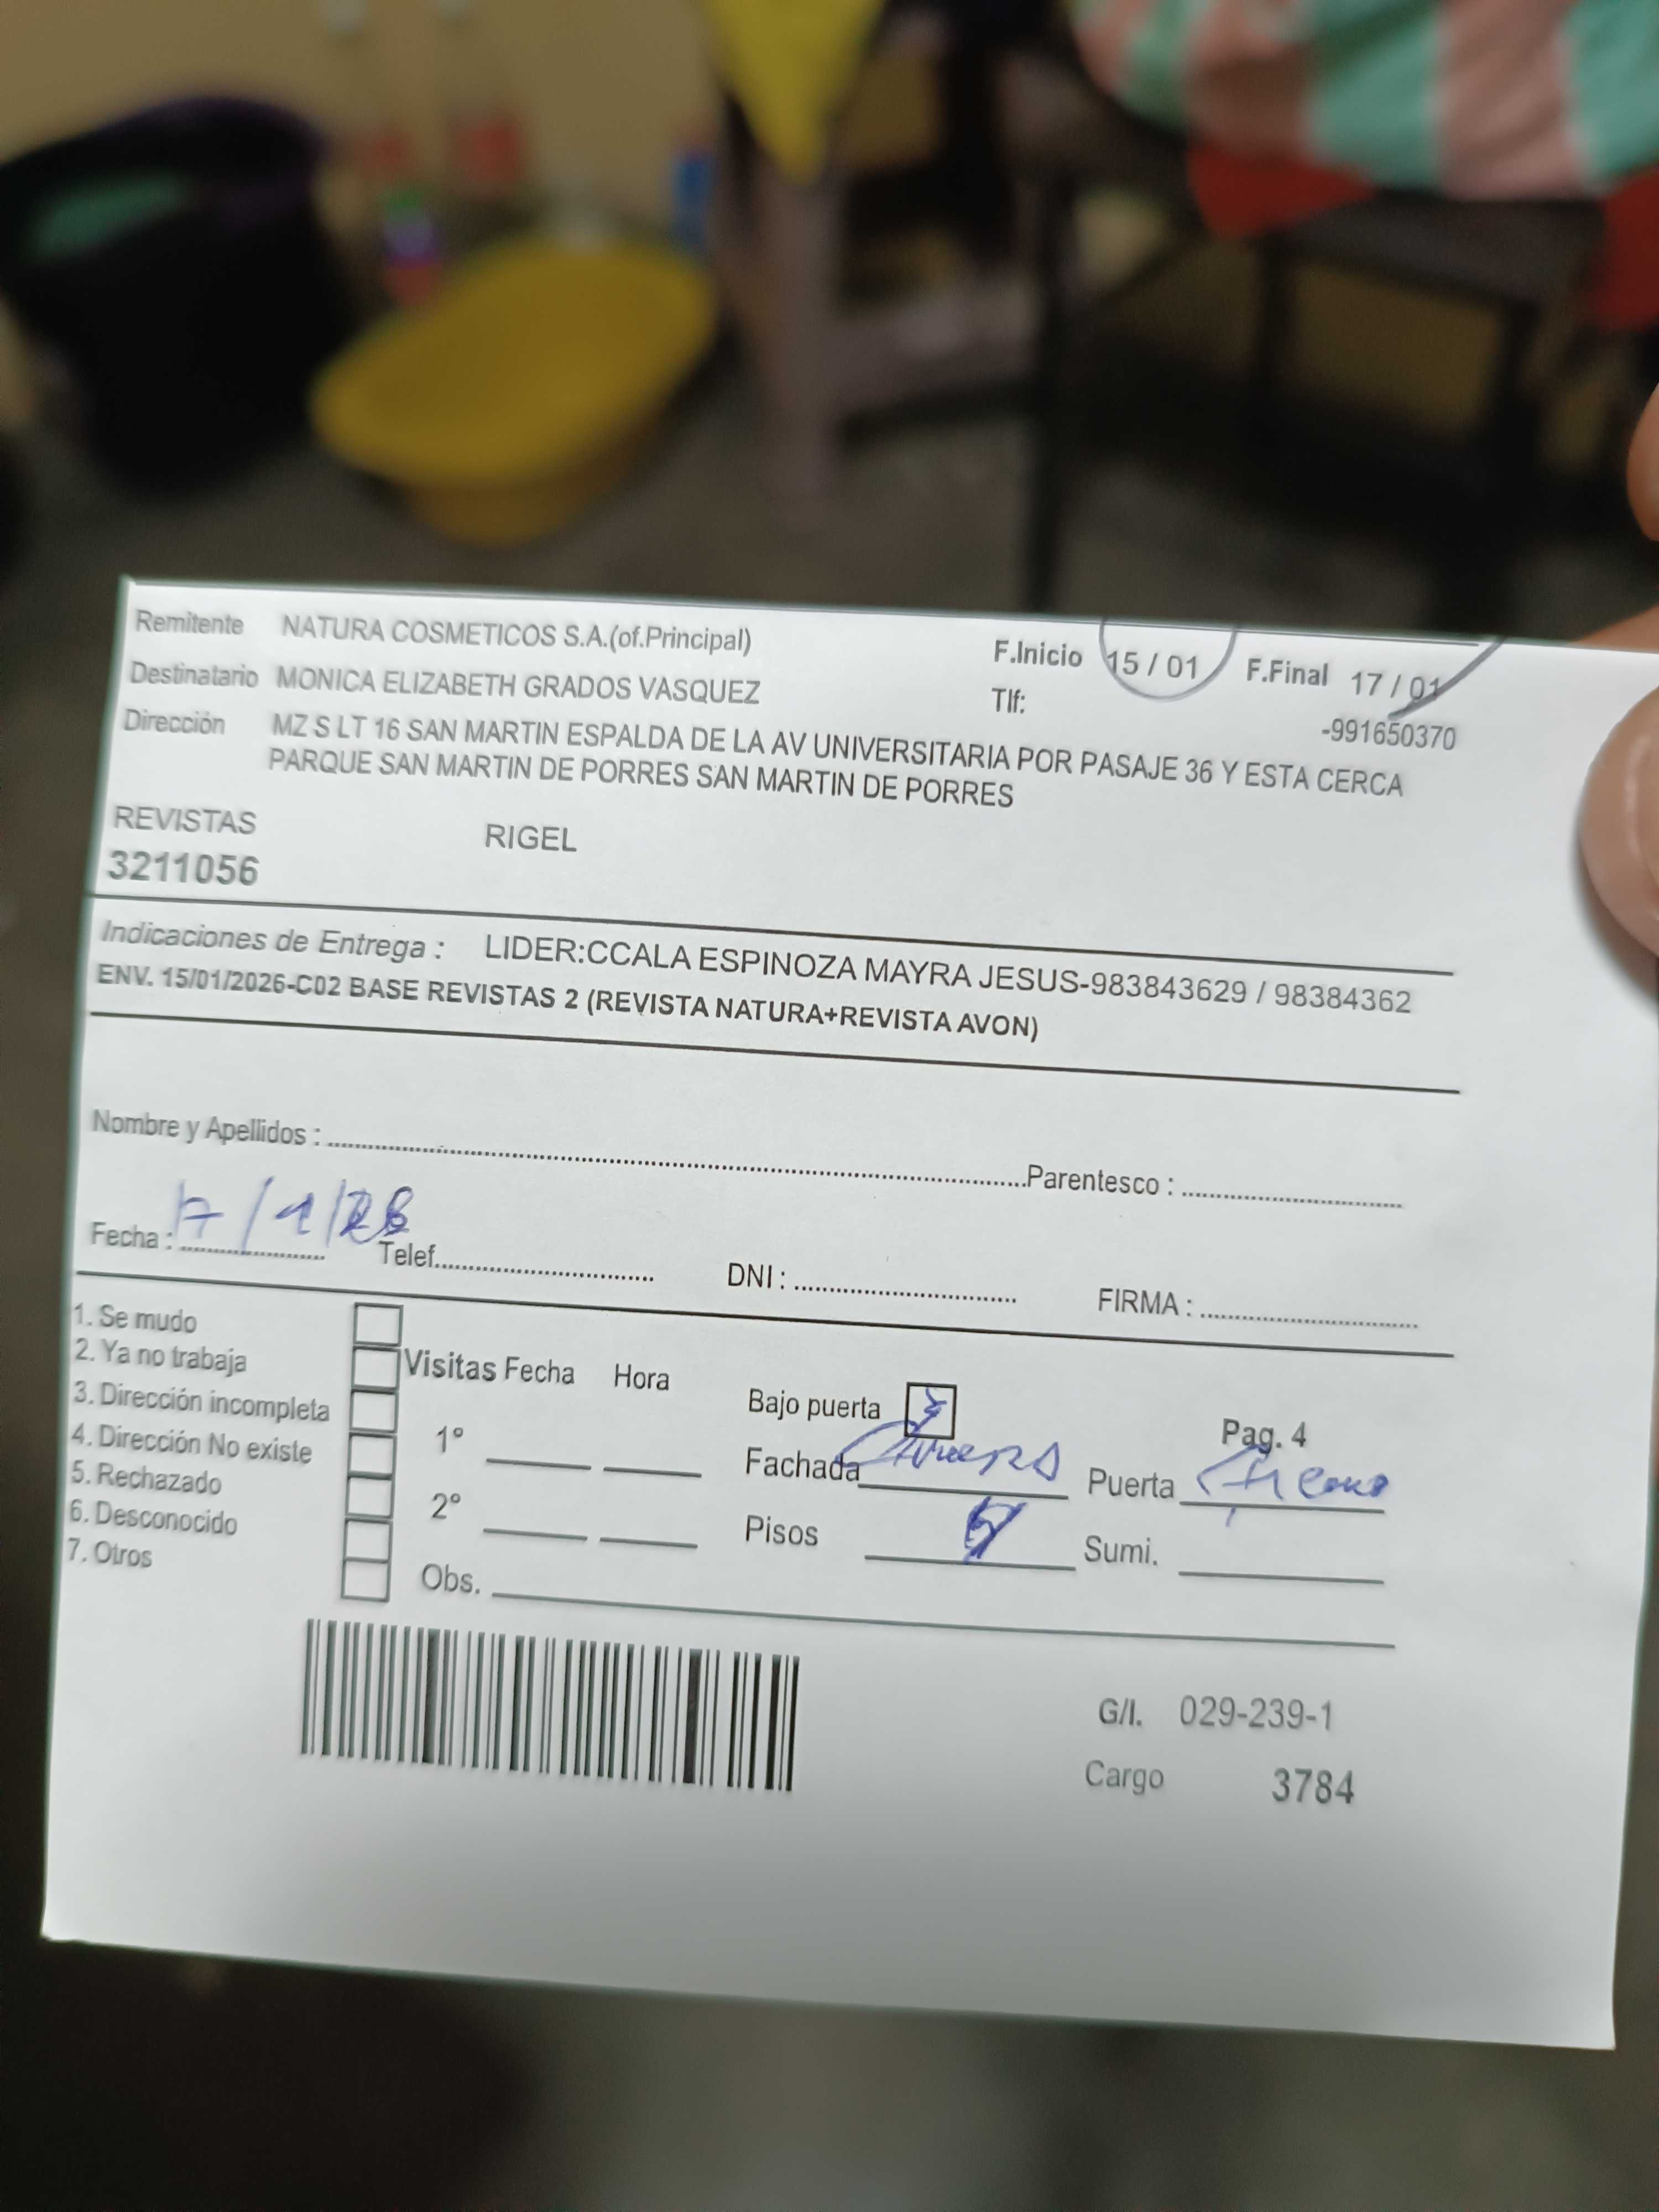 Remitente NATURA COSMETICOS S.A.(of.Principal) F.Inicio 15 / 01 F.Final 17 / 01
Destinatario MONICA ELIZABETH GRADOS VASQUEZ Tlf: -991650370
Dirección MZ S LT 16 SAN MARTIN ESPALDA DE LA AV UNIVERSITARIA POR PASAJE 36 Y ESTA CERCA
PARQUE SAN MARTIN DE PORRES SAN MARTIN DE PORRES
REVISTAS RIGEL
3211056
Indicaciones de Entrega : LIDER:CCALA ESPINOZA MAYRA JESUS-983843629 / 98384362
ENV. 15/01/2026-C02 BASE REVISTAS 2 (REVISTA NATURA+REVISTA AVON)
Nombre y Apellidos : Parentesco :
Fecha : 17/1/26 Telef. DNI : FIRMA :
1. Se mudo
2. Ya no trabaja Visitas Fecha Hora Bajo puerta
3. Dirección incompleta 1° Pag. 4
4. Dirección No existe Fachada Puerta
5. Rechazado 2° Pisos Sumi.
6. Desconocido
7. Otros Obs.
G/I. 029-239-1
Cargo 3784